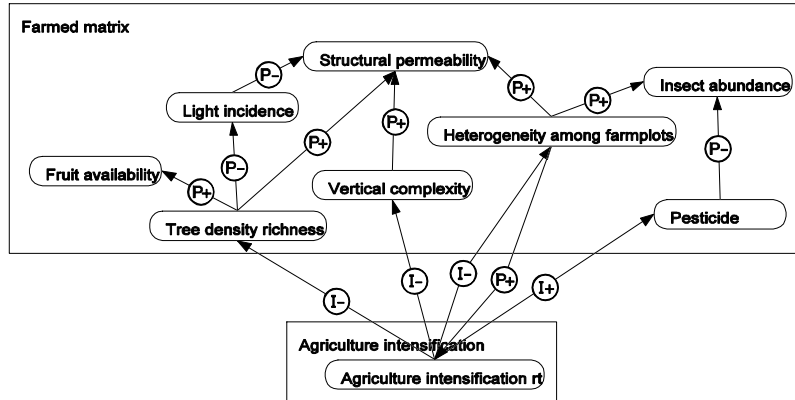 Farmed matrix
Structural permeability
P−
Light incidence
P+
P+
Insect abundance
P+
P+
Heterogeneity among farmplots
P−
Fruit availability
P+
P−
Vertical complexity
Tree density richness
Pesticide
I−
I−
I−
P+
I+
Agriculture intensification
Agriculture intensification rt